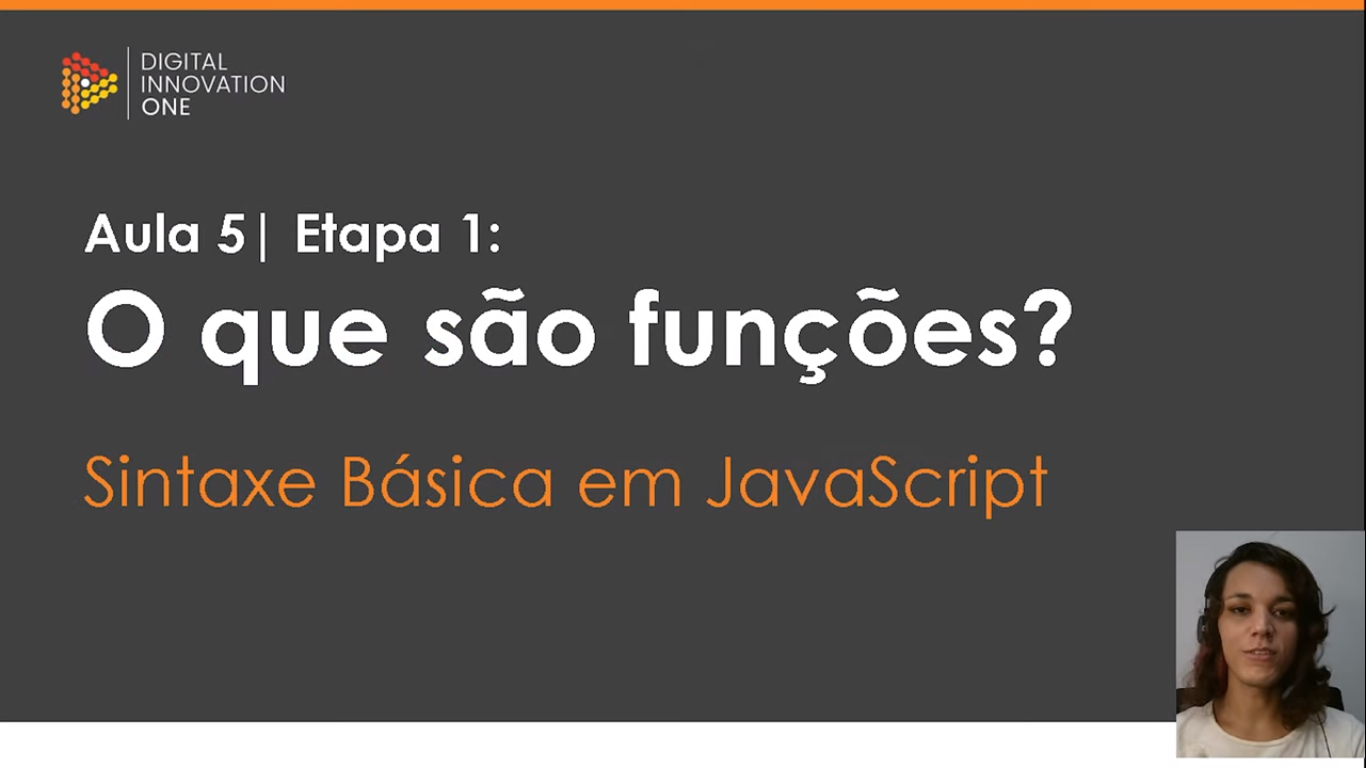 DIGITAL
INNOVATION
ONE
Aula 5| Etapa 1:
O que são funções?
Sintaxe Básica em JavaScript